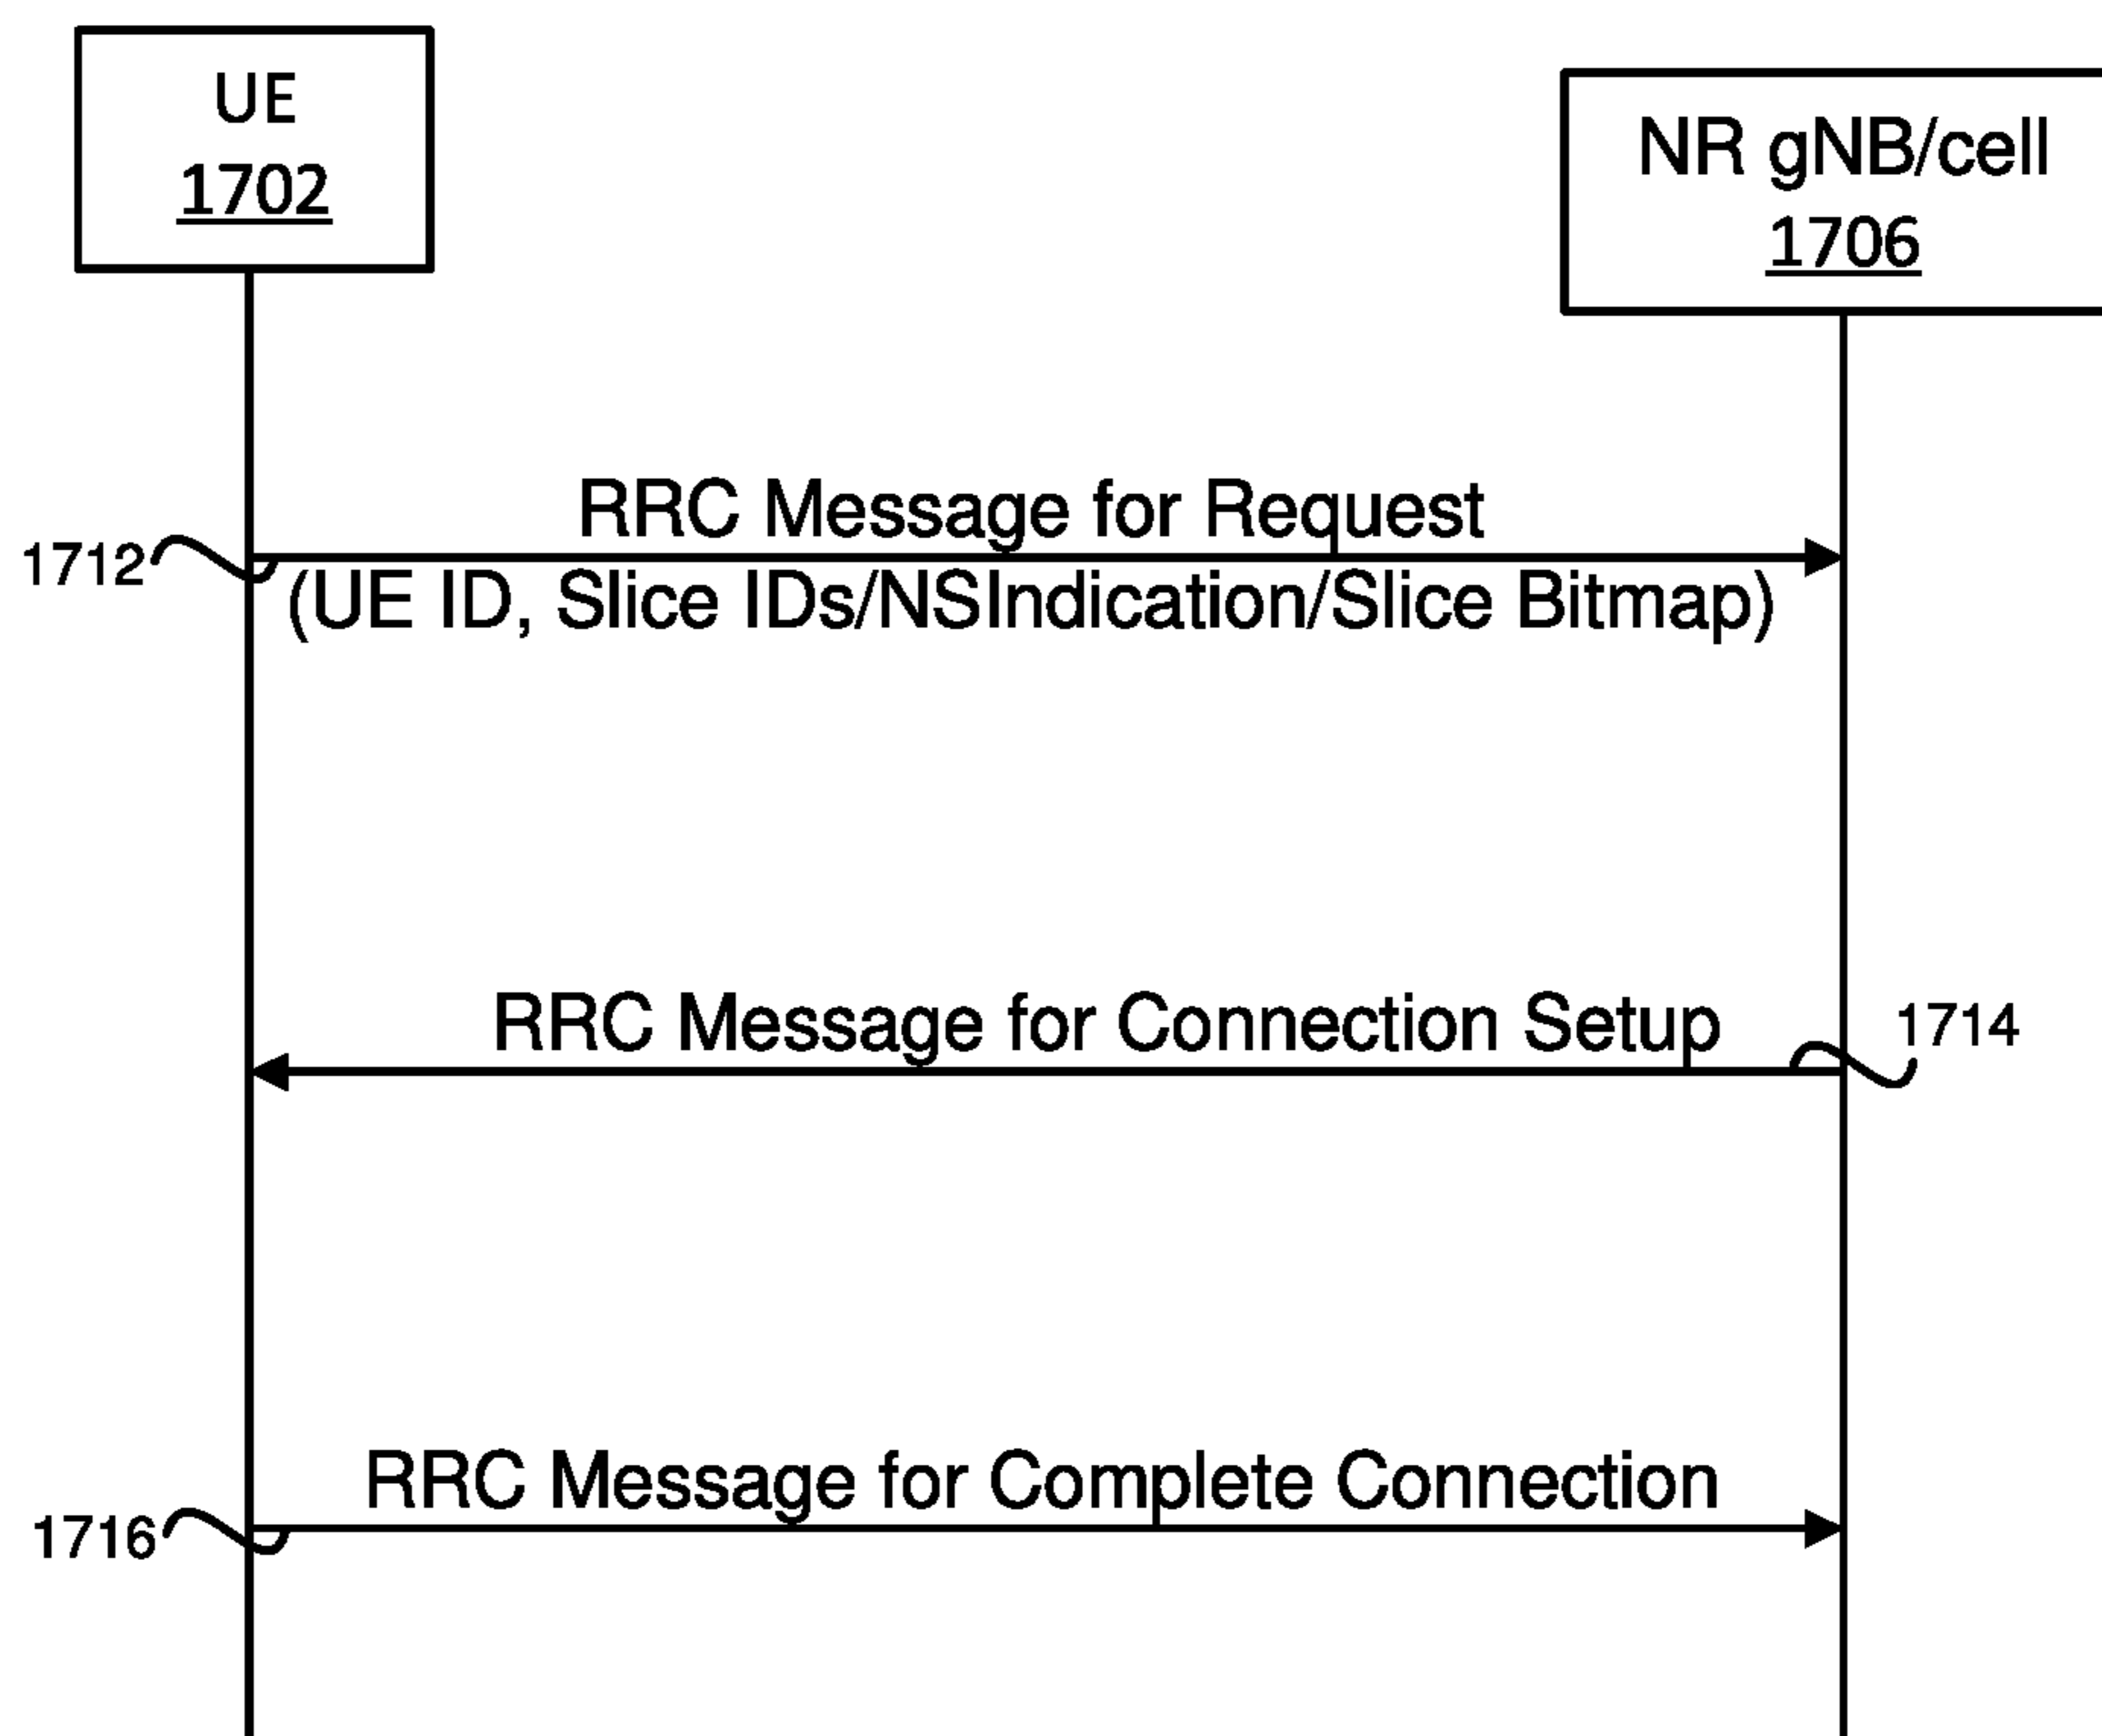 UE
1702
NR gNB/cell
1706
RRC Message for Request
1712
(UE ID, Slice IDs/NSIndication/Slice Bitmap)
RRC Message for Connection Setup
1714
RRC Message for Complete Connection
1716